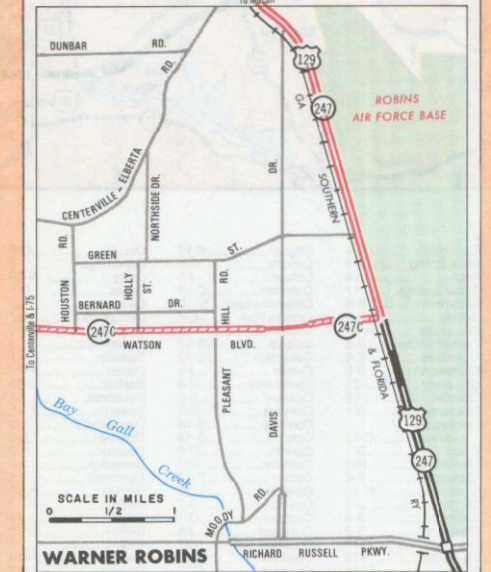 To Macon
DUNBAR RD.
129
247
ROBINS
AIR FORCE BASE
RD.
CENTERVILLE - ELBERTA
NORTHSIDE DR.
DR.
GA
SOUTHERN
& FLORIDA
RY.
HOUSTON RD.
GREEN ST.
HOLLY ST.
BERNARD DR.
HILL RD.
PLEASANT
To Centerville & I-75
247C
247C
WATSON BLVD.
DAVIS
129
247
Bay Gall Creek
SCALE IN MILES
0 1/2 1
MOODY RD.
WARNER ROBINS
RICHARD RUSSELL PKWY.